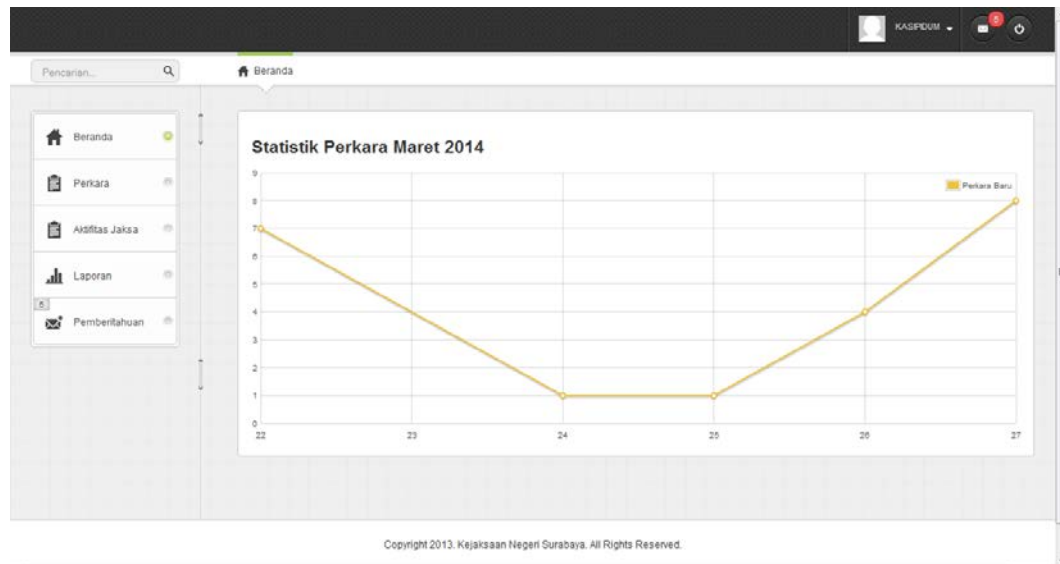 KASIPIDUM
5
Pencarian...
Beranda
Beranda
Perkara
Aktifitas Jaksa
Laporan
5
Pemberitahuan
Statistik Perkara Maret 2014
Perkara Baru
9
8
7
6
5
4
3
2
1
0
22 23 24 25 26 27
Copyright 2013. Kejaksaan Negeri Surabaya. All Rights Reserved.